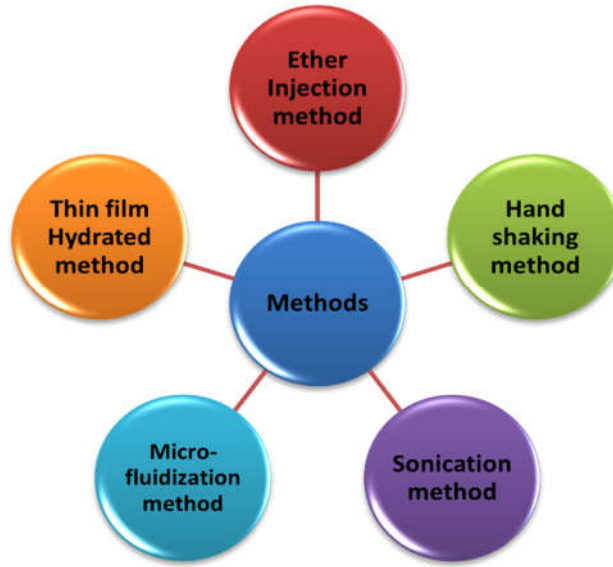 Ether
Injection
method
Thin film
Hydrated
method
Hand
shaking
method
Methods
Micro-
fluidization
method
Sonication
method